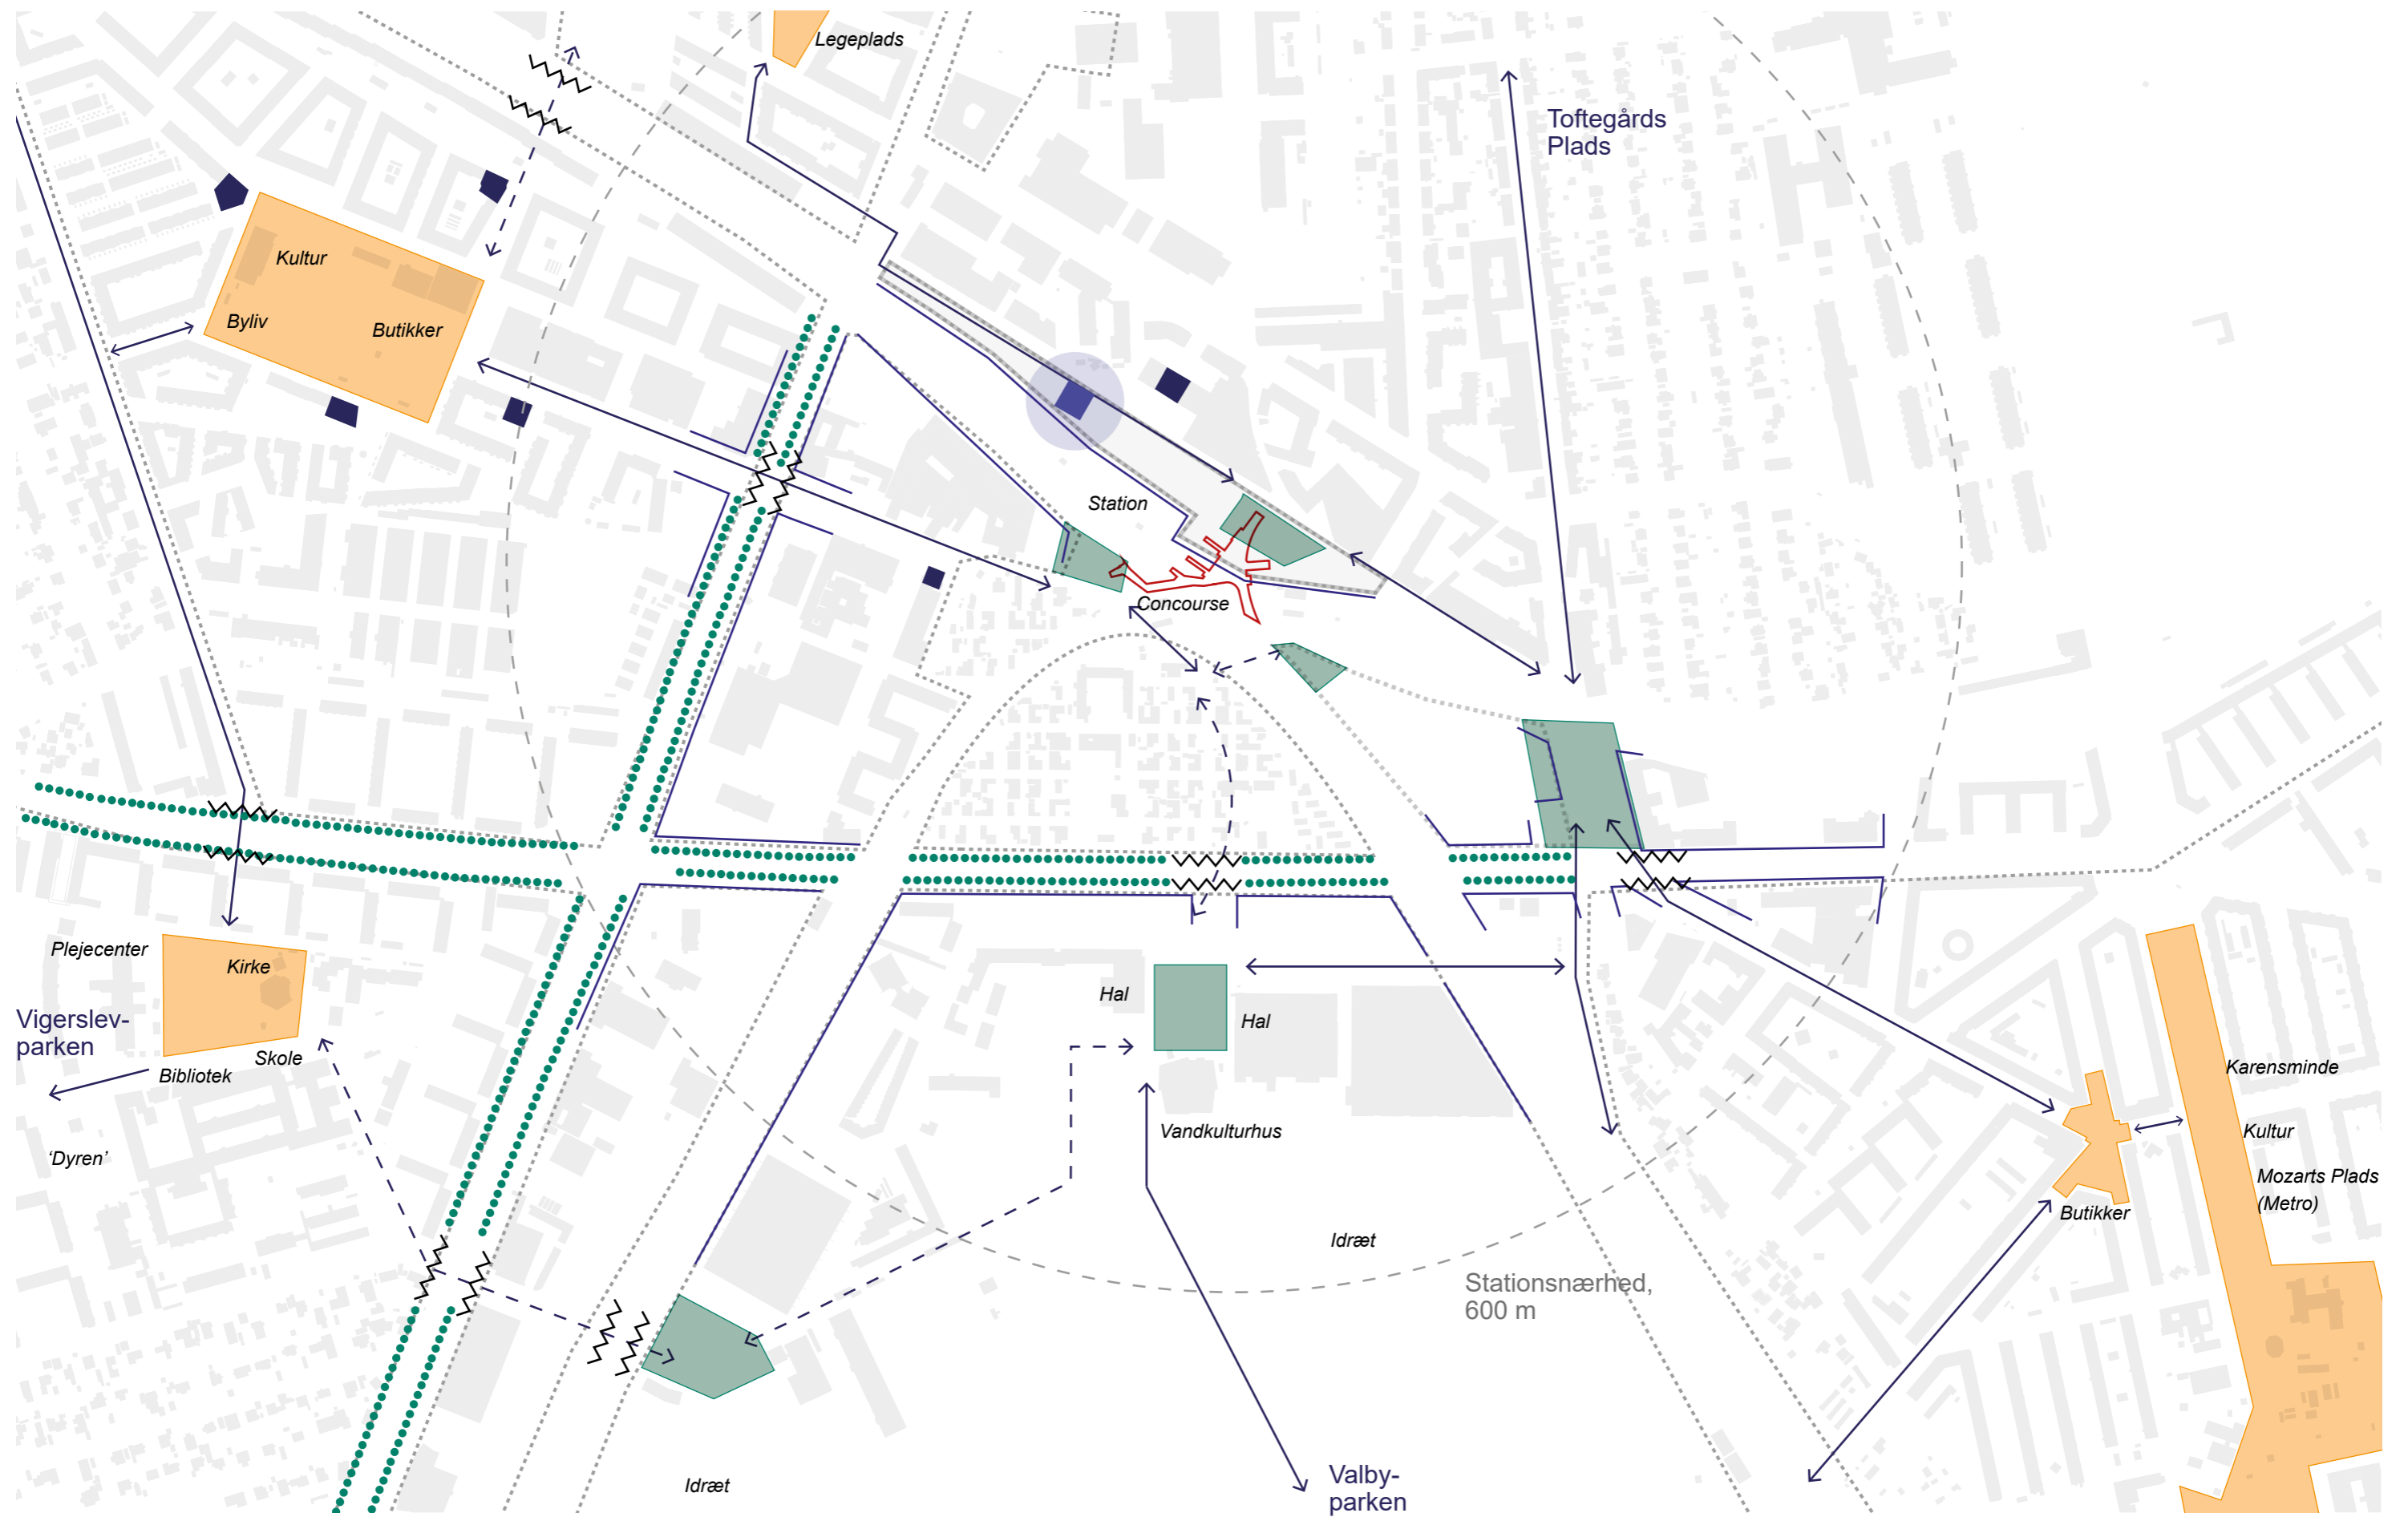 Legeplads
Toftegårds
Plads
Kultur
Byliv
Butikker
Station
Concourse
Plejecenter
Kirke
Hal
Vigerslev-
parken
Hal
Skole
Bibliotek
Karensminde
Vandkulturhus
Kultur
'Dyren'
Mozarts Plads
(Metro)
Butikker
Idræt
Stationsnærhed,
600 m
Idræt
Valby-
parken